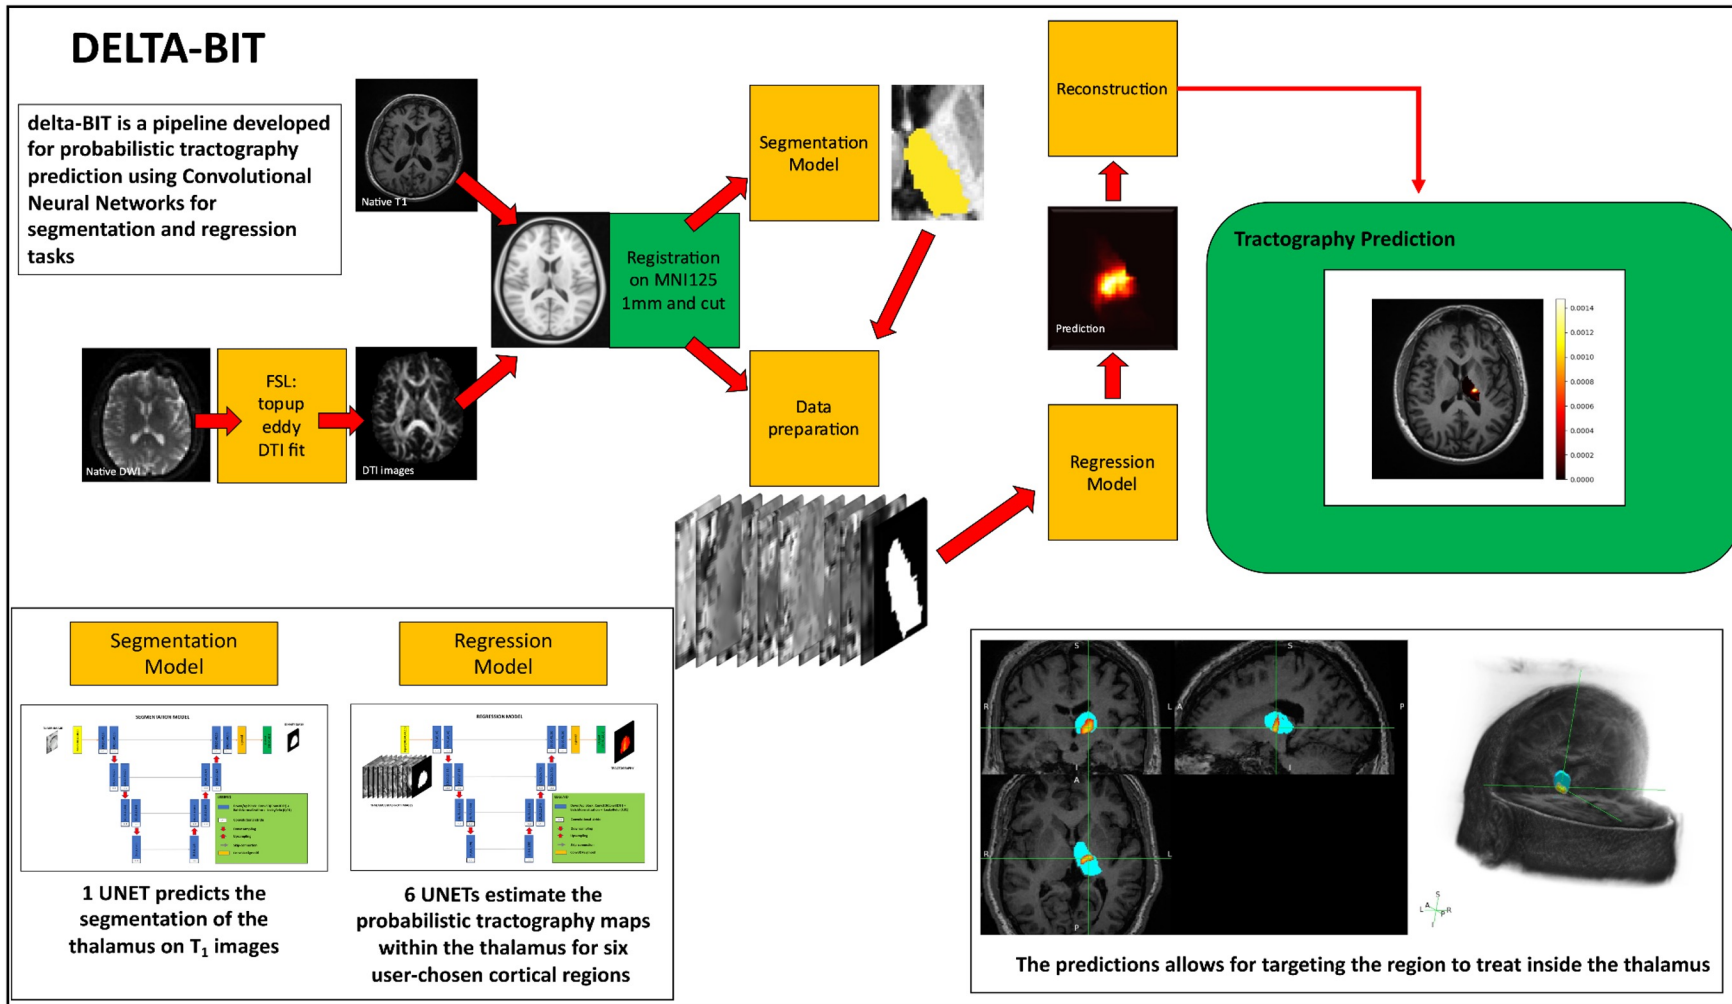 DELTA-BIT
delta-BIT is a pipeline developed
for probabilistic tractography
prediction using Convolutional
Neural Networks for
segmentation and regression
tasks
Native T1
Segmentation
Model
Reconstruction
Registration
on MNI125
1mm and cut
Tractography Prediction
Prediction
0.0014
0.0012
0.0010
0.0008
0.0006
0.0004
0.0002
0.0000
Native DWI
FSL:
topup
eddy
DTI fit
DTI images
Data
preparation
Regression
Model
Segmentation
Model
Regression
Model
SEGMENTATION MODEL
REGRESSION MODEL
1 UNET predicts the
segmentation of the
thalamus on T1 images
6 UNETs estimate the
probabilistic tractography maps
within the thalamus for six
user-chosen cortical regions
S
R
L
I
S
A
P
I
A
R
L
P
S
A
L
R
P
I
The predictions allows for targeting the region to treat inside the thalamus